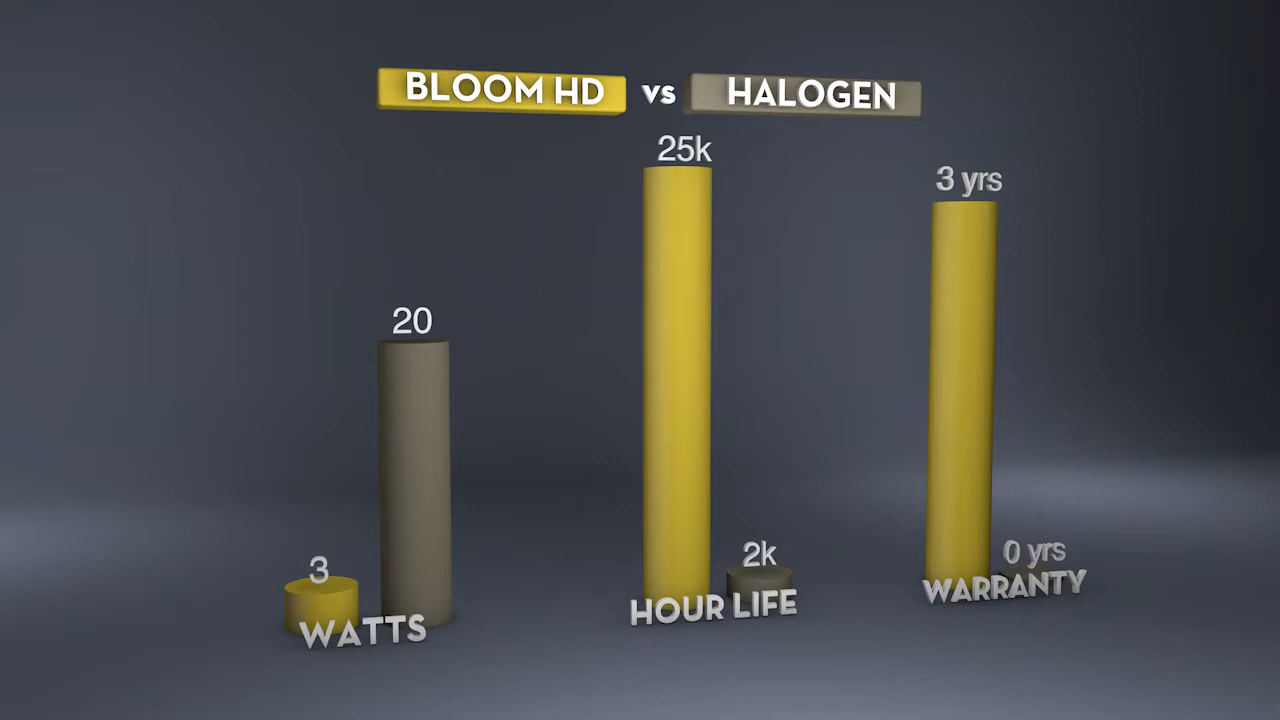 BLOOM HD vs HALOGEN
3
20
WATTS
25k
2k
HOUR LIFE
3 yrs
0 yrs
WARRANTY